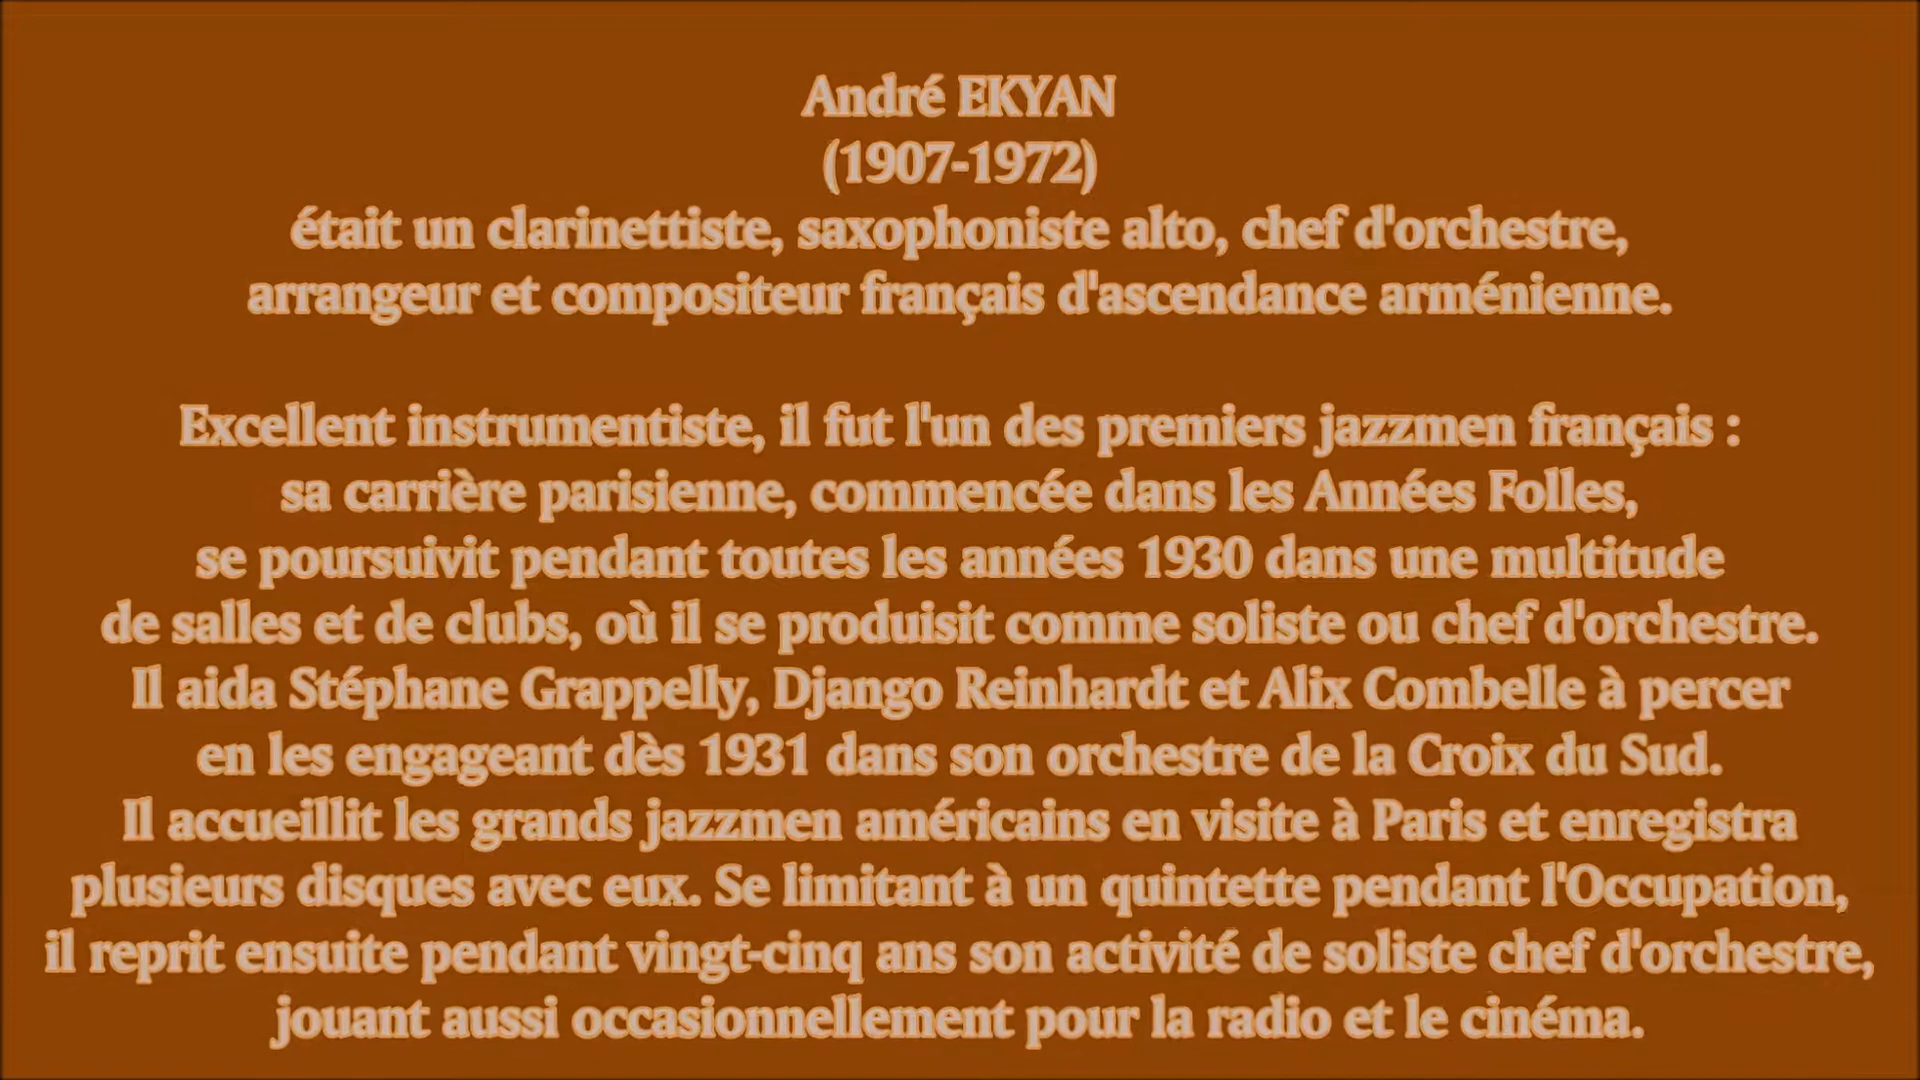 André EKYAN
(1907-1972)
était un clarinettiste, saxophoniste alto, chef d'orchestre,
arrangeur et compositeur français d'ascendance arménienne.
Excellent instrumentiste, il fut l'un des premiers jazzmen français :
sa carrière parisienne, commencée dans les Années Folles,
se poursuivit pendant toutes les années 1930 dans une multitude
de salles et de clubs, où il se produisit comme soliste ou chef d'orchestre.
Il aida Stéphane Grappelly, Django Reinhardt et Alix Combelle à percer
en les engageant dès 1931 dans son orchestre de la Croix du Sud.
Il accueillit les grands jazzmen américains en visite à Paris et enregistra
plusieurs disques avec eux. Se limitant à un quintette pendant l'Occupation,
il reprit ensuite pendant vingt-cinq ans son activité de soliste chef d'orchestre,
jouant aussi occasionnellement pour la radio et le cinéma.